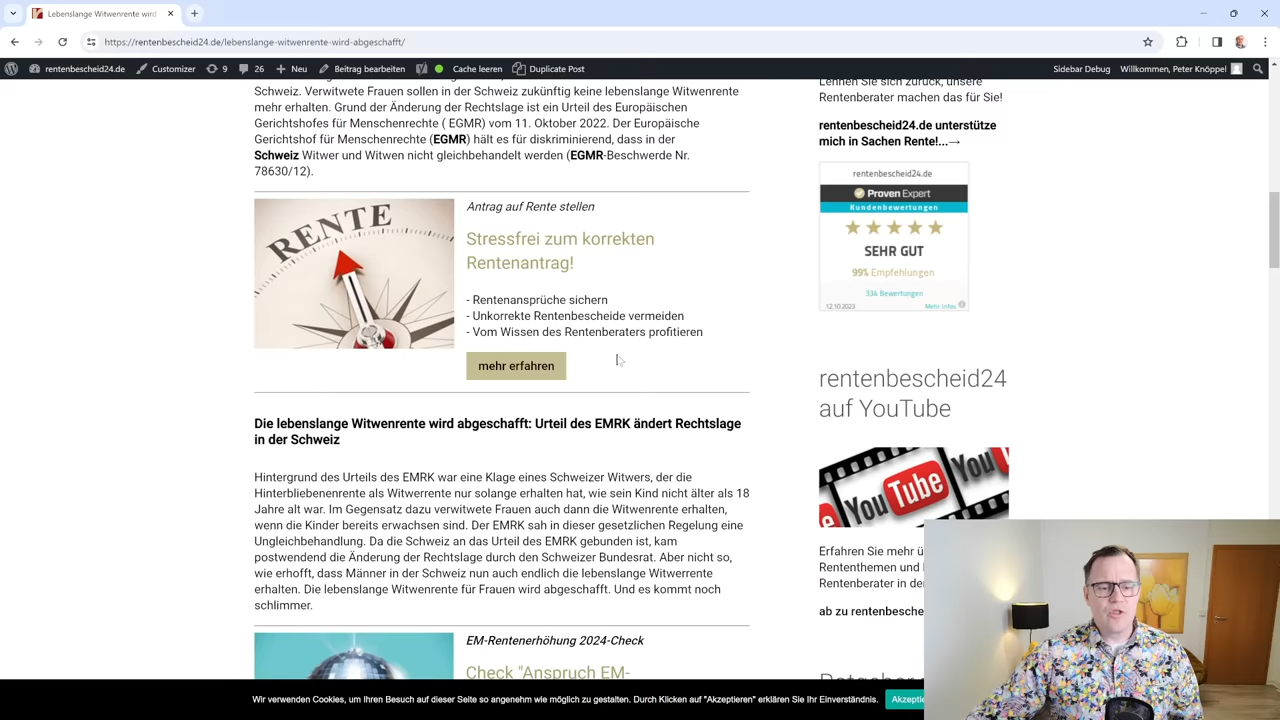 Lebenslange Witwenrente wird
https://rentenbescheid24.de/lebenslange-witwenrente-wird-abgeschafft/
rentenbescheid24.de Customizer 9 26 Neu Beitrag bearbeiten Cache leeren Duplicate Post Sidebar Debug Willkommen, Peter Knöppel
Schweiz. Verwitwete Frauen sollen in der Schweiz zukünftig keine lebenslange Witwenrente
mehr erhalten. Grund der Änderung der Rechtslage ist ein Urteil des Europäischen
Gerichtshofes für Menschenrechte ( EGMR) vom 11. Oktober 2022. Der Europäische
Gerichtshof für Menschenrechte (EGMR) hält es für diskriminierend, dass in der
Schweiz Witwer und Witwen nicht gleichbehandelt werden (EGMR-Beschwerde Nr.
78630/12).
RENTE
Antrag auf Rente stellen
Stressfrei zum korrekten
Rentenantrag!
- Rentenansprüche sichern
- Unkorrekte Rentenbescheide vermeiden
- Vom Wissen des Rentenberaters profitieren
mehr erfahren
Die lebenslange Witwenrente wird abgeschafft: Urteil des EMRK ändert Rechtslage
in der Schweiz
Hintergrund des Urteils des EMRK war eine Klage eines Schweizer Witwers, der die
Hinterbliebenenrente als Witwerrente nur solange erhalten hat, wie sein Kind nicht älter als 18
Jahre alt war. Im Gegensatz dazu verwitwete Frauen auch dann die Witwenrente erhalten,
wenn die Kinder bereits erwachsen sind. Der EMRK sah in dieser gesetzlichen Regelung eine
Ungleichbehandlung. Da die Schweiz an das Urteil des EMRK gebunden ist, kam
postwendend die Änderung der Rechtslage durch den Schweizer Bundesrat. Aber nicht so,
wie erhofft, dass Männer in der Schweiz nun auch endlich die lebenslange Witwerrente
erhalten. Die lebenslange Witwenrente für Frauen wird abgeschafft. Und es kommt noch
schlimmer.
EM-Rentenerhöhung 2024-Check
Check "Anspruch EM-
Lehnen Sie sich zurück, unsere
Rentenberater machen das für Sie!
rentenbescheid24.de unterstütze
mich in Sachen Rente!...→
rentenbescheid24.de
Proven Expert
Kundenbewertungen
SEHR GUT
99% Empfehlungen
334 Bewertungen
12.10.2023 Mehr Infos
rentenbescheid24
auf YouTube
You Tube You
Erfahren Sie mehr ü
Rententhemen und
Rentenberater in de
ab zu rentenbesche
Wir verwenden Cookies, um Ihren Besuch auf dieser Seite so angenehm wie möglich zu gestalten. Durch Klicken auf "Akzeptieren" erklären Sie Ihr Einverständnis. Akzeptie